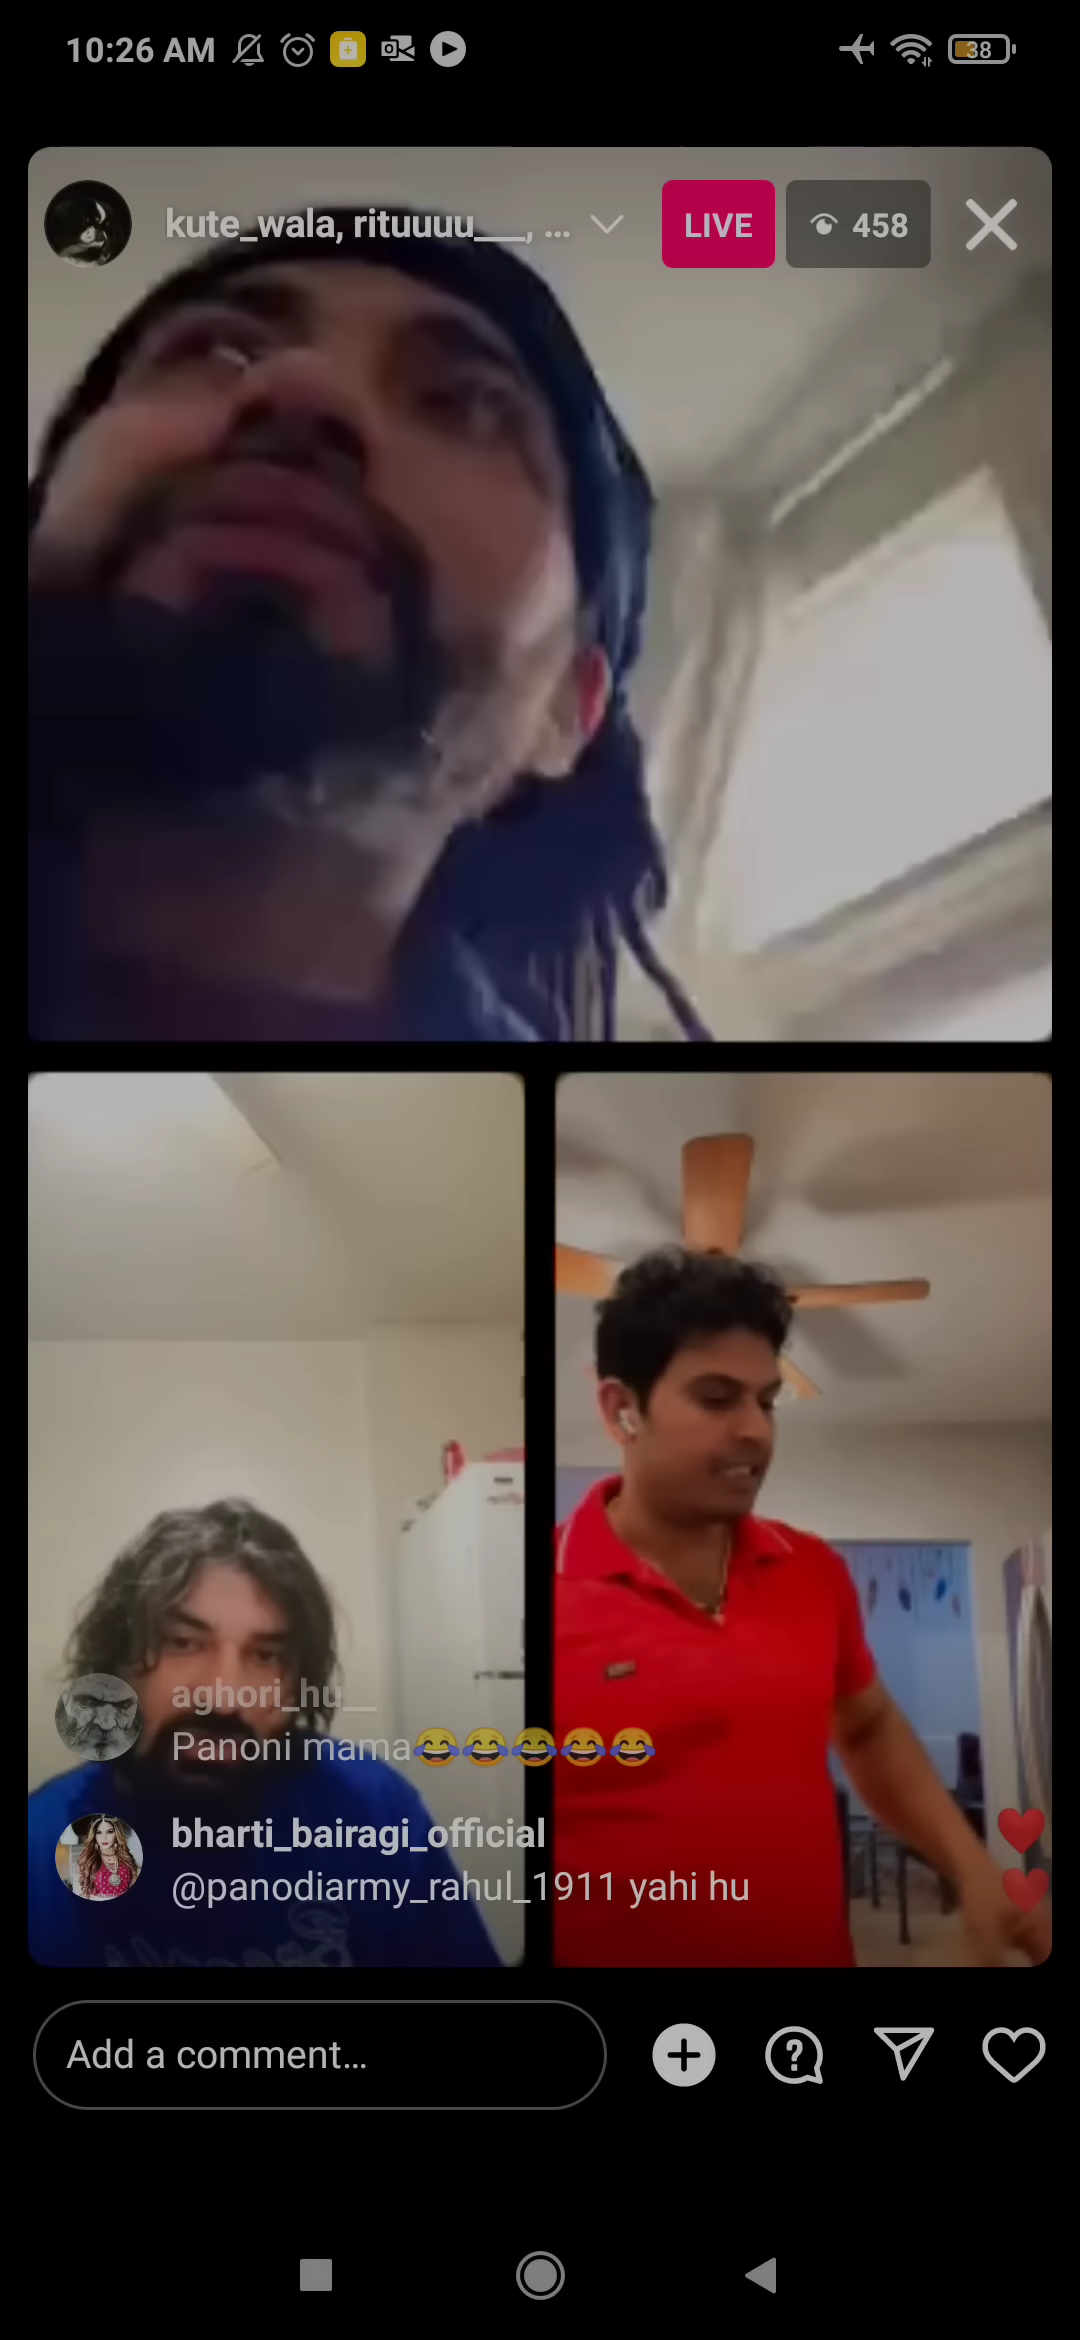 10:26 AM
38
kute_wala, rituuuu___, ...
LIVE
458
aghori_hu__
Panoni mama😂😂😂😂😂
bharti_bairagi_official
@panodiarmy_rahul_1911 yahi hu
Add a comment...